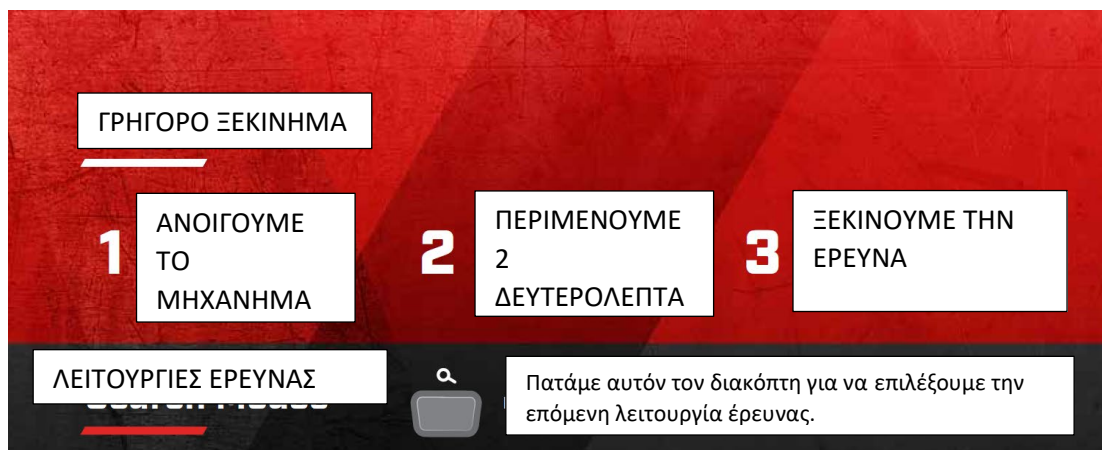 ΓΡΗΓΟΡΟ ΞΕΚΙΝΗΜΑ
1
ΑΝΟΙΓΟΥΜΕ
ΤΟ
ΜΗΧΑΝΗΜΑ
2
ΠΕΡΙΜΕΝΟΥΜΕ
2
ΔΕΥΤΕΡΟΛΕΠΤΑ
3
ΞΕΚΙΝΟΥΜΕ ΤΗΝ
ΕΡΕΥΝΑ
ΛΕΙΤΟΥΡΓΙΕΣ ΕΡΕΥΝΑΣ
Πατάμε αυτόν τον διακόπτη για να επιλέξουμε την
επόμενη λειτουργία έρευνας.